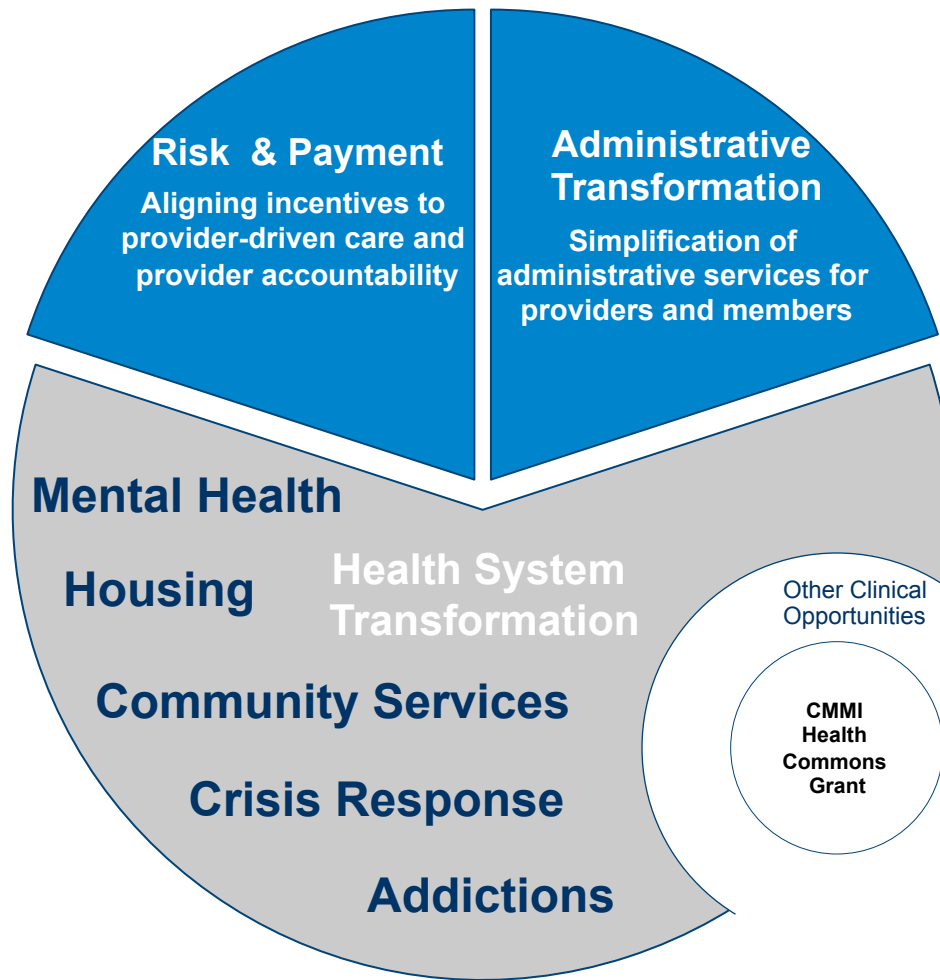 Risk & Payment
Aligning incentives to
provider-driven care and
provider accountability
Administrative
Transformation
Simplification of
administrative services for
providers and members
Mental Health
Housing
Health System
Transformation
Community Services
Crisis Response
Addictions
Other Clinical
Opportunities
CMMI
Health
Commons
Grant